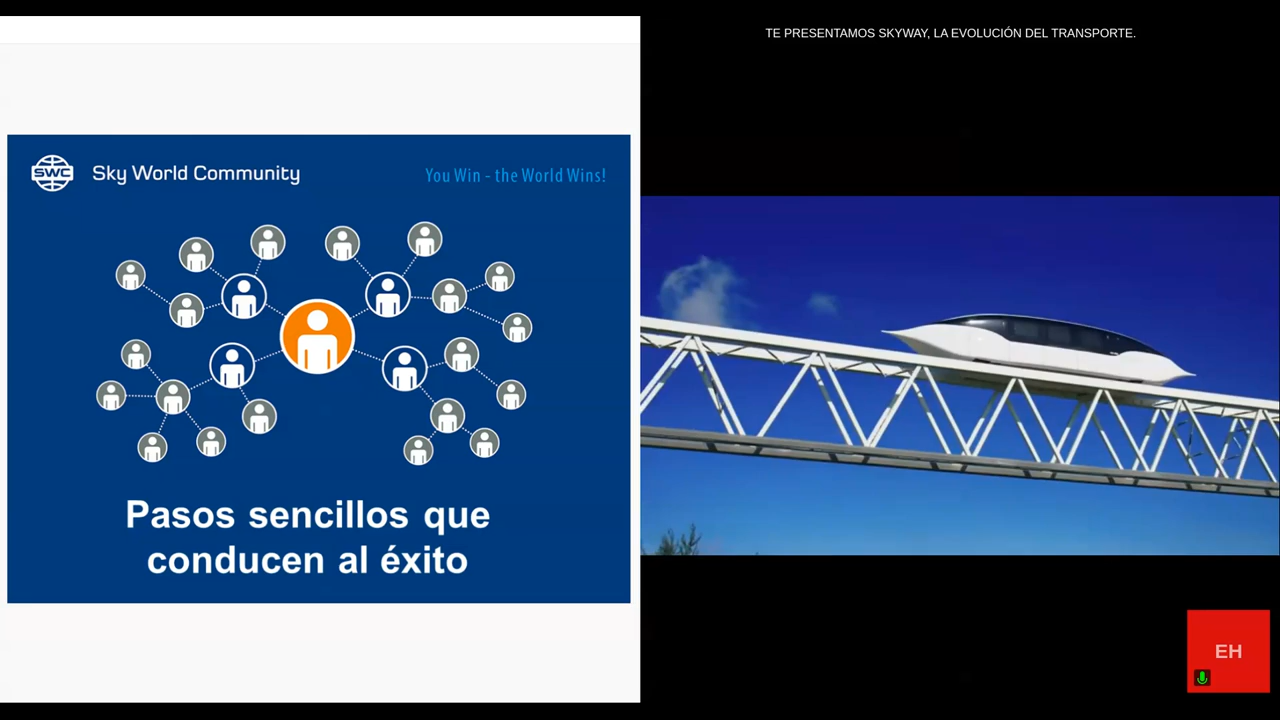 SWC
Sky World Community
You Win - the World Wins!
Pasos sencillos que
conducen al éxito
TE PRESENTAMOS SKYWAY, LA EVOLUCIÓN DEL TRANSPORTE.
EH